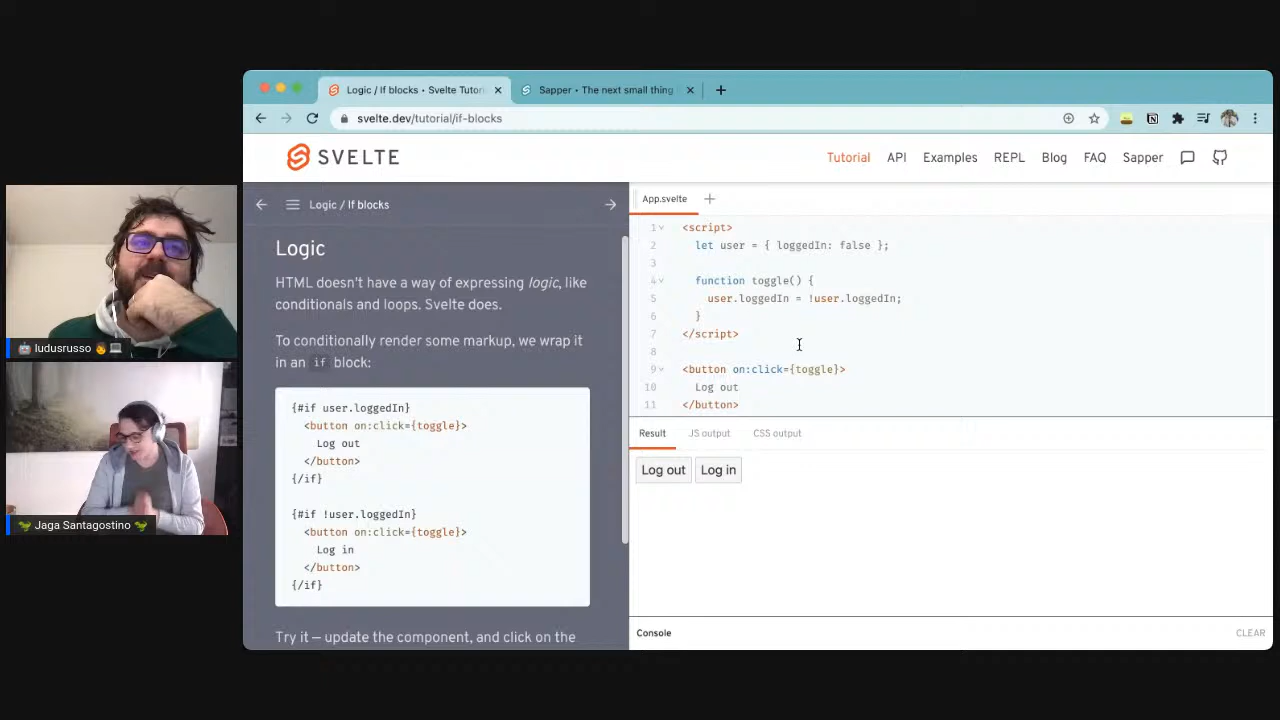 Logic / If blocks • Svelte Tutori
Sapper • The next small thing
svelte.dev/tutorial/if-blocks
SVELTE
Tutorial
API
Examples
REPL
Blog
FAQ
Sapper
Logic / If blocks
Logic
HTML doesn't have a way of expressing logic, like
conditionals and loops. Svelte does.
To conditionally render some markup, we wrap it
in an if block:
{#if user.loggedIn}
<button on:click={toggle}>
Log out
</button>
{/if}
{#if !user.loggedIn}
<button on:click={toggle}>
Log in
</button>
{/if}
Try it — update the component, and click on the
App.svelte
1 <script>
2 let user = { loggedIn: false };
3
4 function toggle() {
5 user.loggedIn = !user.loggedIn;
6 }
7 </script>
8
9 <button on:click={toggle}>
10 Log out
11 </button>
Result
JS output
CSS output
Log out
Log in
Console
CLEAR
🤖 ludusrusso 👨💻
🦖 Jaga Santagostino 🦖